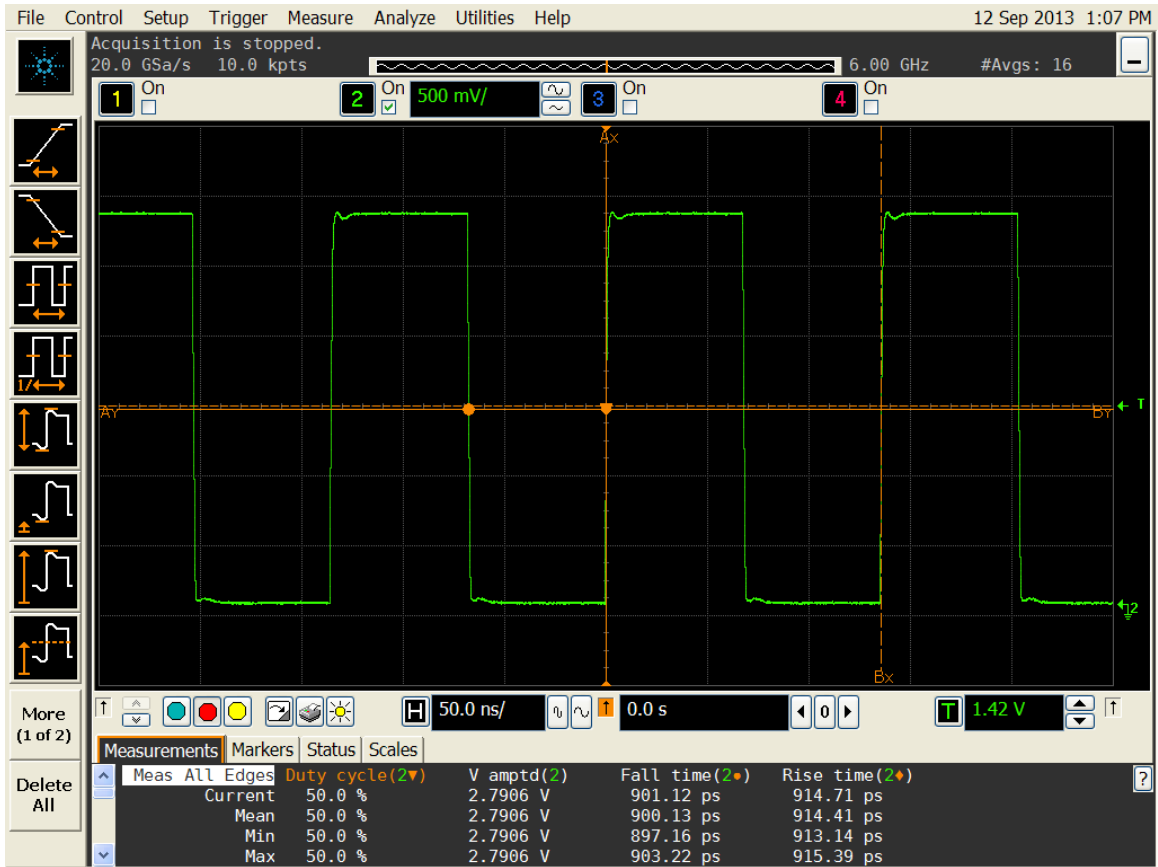 File Control Setup Trigger Measure Analyze Utilities Help 12 Sep 2013 1:07 PM
Acquisition is stopped.
20.0 GSa/s 10.0 kpts 6.00 GHz #Avgs: 16
1 On 2 On 500 mV/ 3 On 4 On
Ax
1/
AY BY T
2
Bx
More
(1 of 2)
Delete
All
H 50.0 ns/ 0.0 s 0 T 1.42 V
Measurements Markers Status Scales
Meas All Edges Duty cycle(2▼) V amptd(2) Fall time(2●) Rise time(2♦) ?
Current 50.0 % 2.7906 V 901.12 ps 914.71 ps
Mean 50.0 % 2.7906 V 900.13 ps 914.41 ps
Min 50.0 % 2.7906 V 897.16 ps 913.14 ps
Max 50.0 % 2.7906 V 903.22 ps 915.39 ps